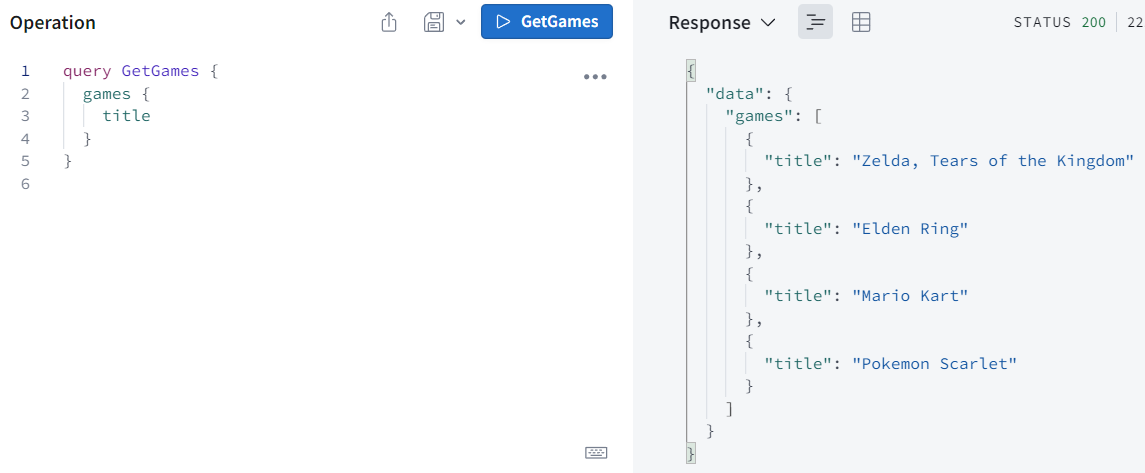 Operation
GetGames
1 query GetGames {
2 games {
3 title
4 }
5 }
6
Response
STATUS 200 22
{
"data": {
"games": [
{
"title": "Zelda, Tears of the Kingdom"
},
{
"title": "Elden Ring"
},
{
"title": "Mario Kart"
},
{
"title": "Pokemon Scarlet"
}
]
}
}